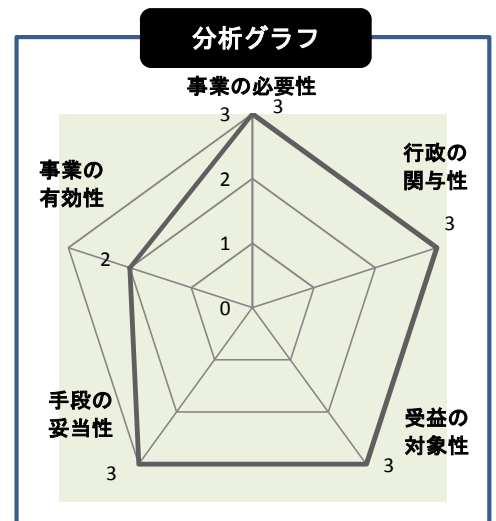 分析グラフ
事業の必要性
3
3
行政の
関与性
事業の
有効性
2
3
1
2
0
手段の
妥当性
受益の
対象性
3
3